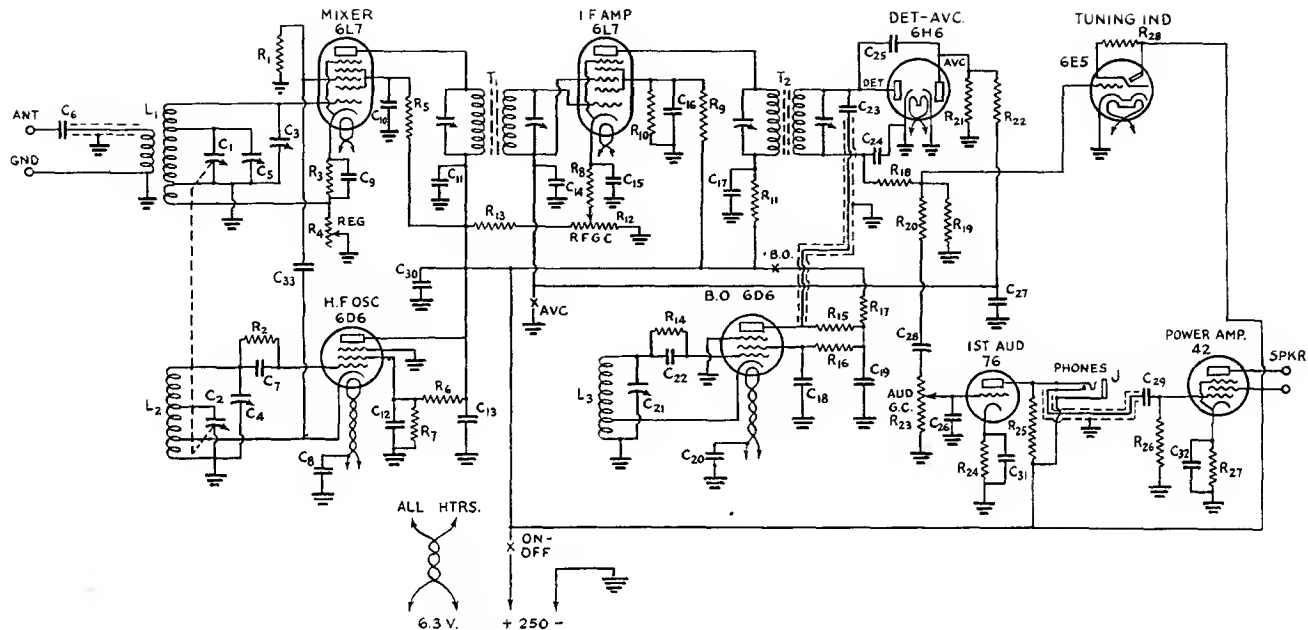 MIXER
6L7
I F AMP
6L7
DET-AVC.
6H6
TUNING IND
6E5
R28
R1
C25
AVC
DET
C6
L1
ANT
GND
C1
C5
C3
C10
R5
T1
C16
R10
R9
T2
C23
C24
R21
R22
R3
C9
R4
REG
C11
C14
R8
C15
C17
R11
R18
R20
R19
R13
R12
R F G C
C33
C30
B.O.
AVC
C27
H.F OSC
6D6
B.O 6D6
R17
R2
C7
R14
C22
R15
R16
C28
1ST AUD
76
PHONES
J
C29
POWER AMP.
42
SPKR
L2
C2
C4
R6
C12
R7
C13
L3
C21
C18
C19
AUD
G.C.
R23
C26
R25
R26
C8
C20
R24
C31
C32
R27
ALL HTRS.
ON-
OFF
6.3 V.
+ 250 -